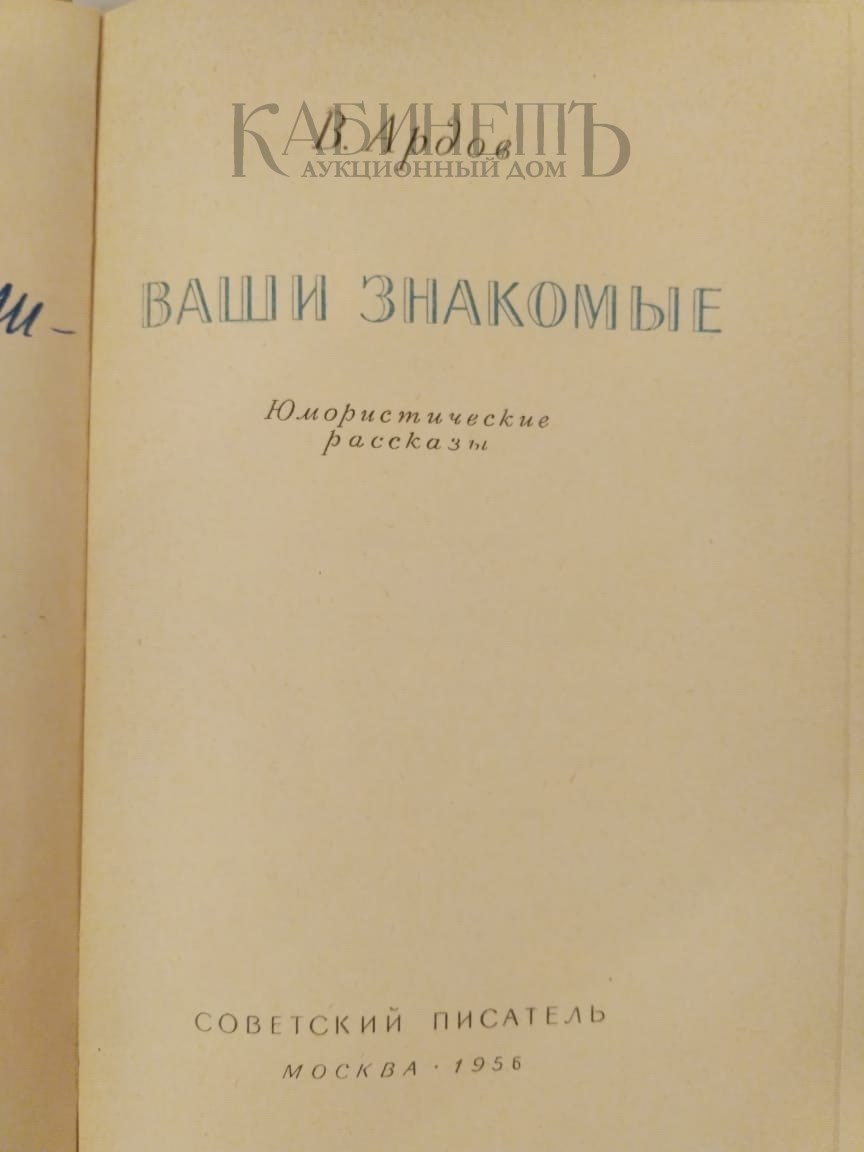 КАБИНЕТЪ
АУКЦИОННЫЙ ДОМ
В. Ардов
ВАШИ ЗНАКОМЫЕ
Юмористические
рассказы
СОВЕТСКИЙ ПИСАТЕЛЬ
МОСКВА · 1956